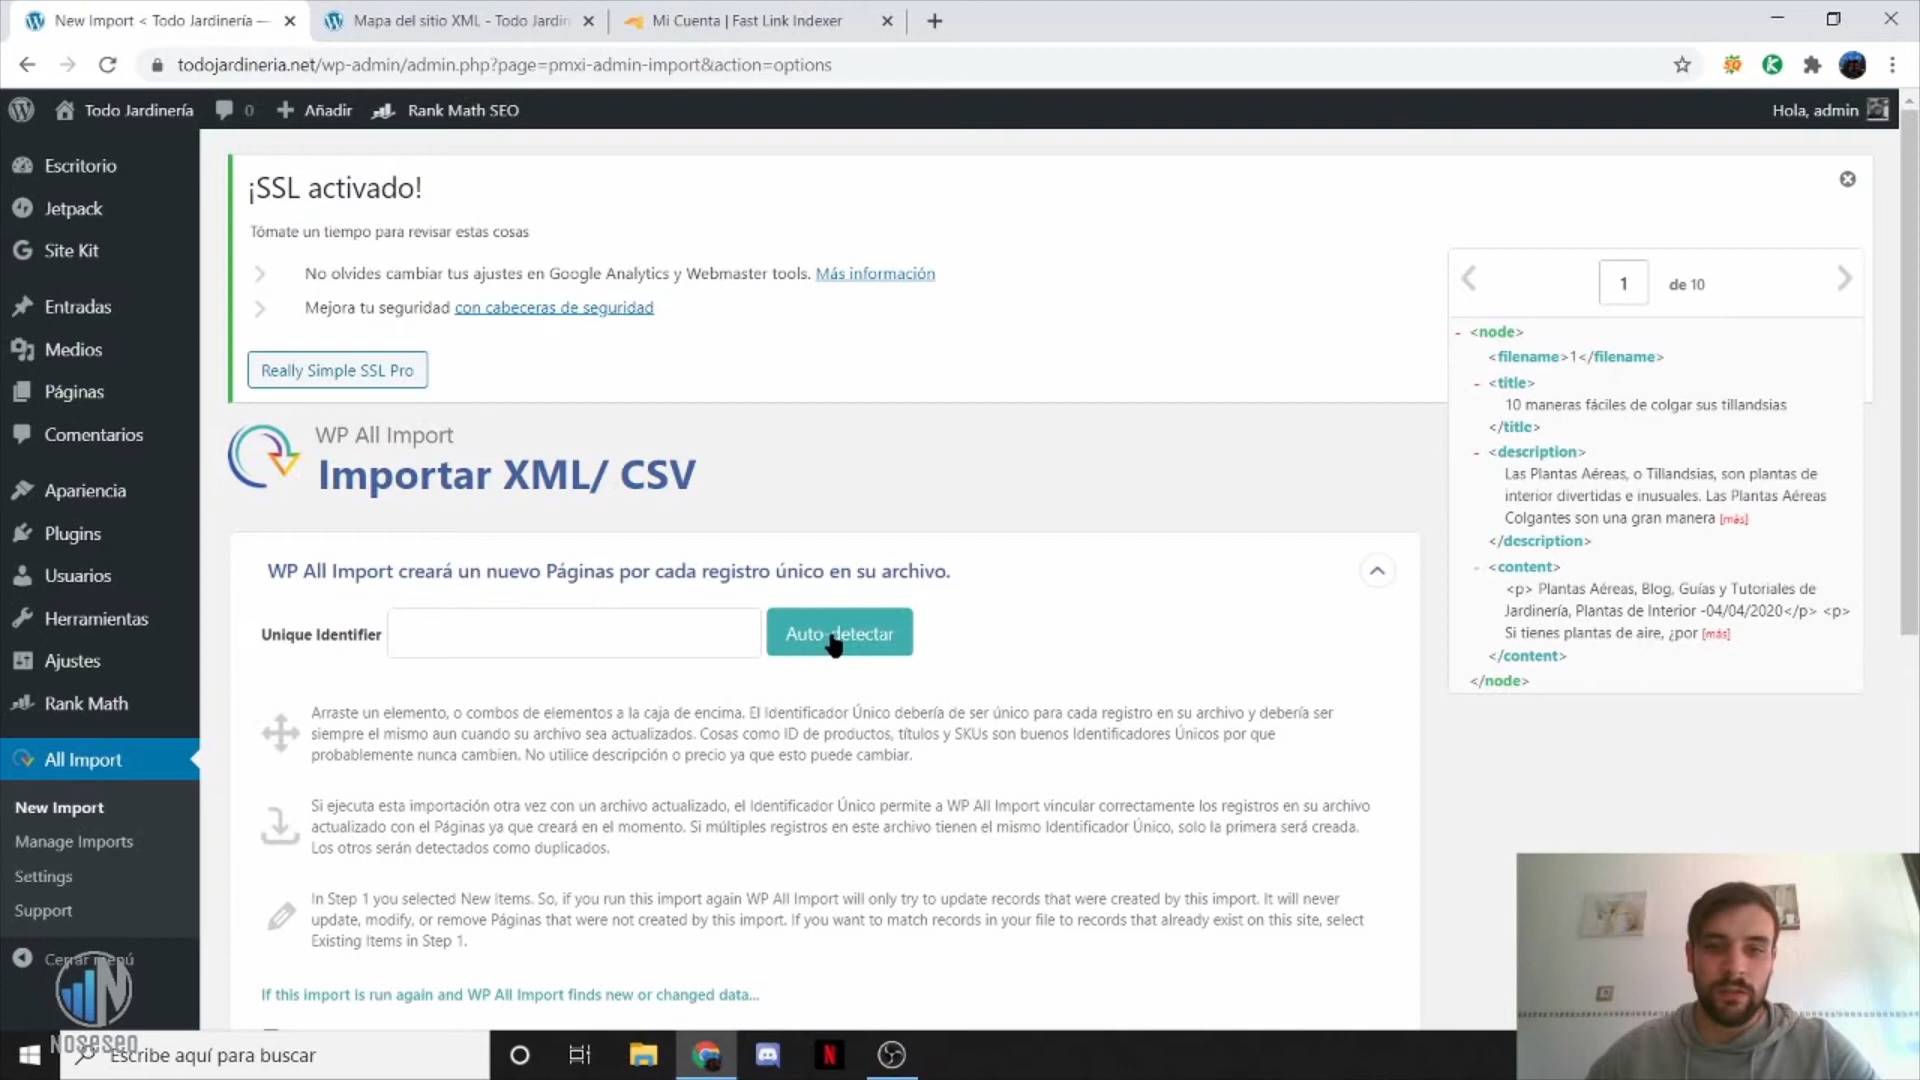 New Import < Todo Jardinería —
Mapa del sitio XML - Todo Jardin
Mi Cuenta | Fast Link Indexer
todojardineria.net/wp-admin/admin.php?page=pmxi-admin-import&action=options
Todo Jardinería
0
Añadir
Rank Math SEO
Hola, admin
Escritorio
Jetpack
Site Kit
Entradas
Medios
Páginas
Comentarios
Apariencia
Plugins
Usuarios
Herramientas
Ajustes
Rank Math
All Import
New Import
Manage Imports
Settings
Support
Cerrar menú
¡SSL activado!
Tómate un tiempo para revisar estas cosas
No olvides cambiar tus ajustes en Google Analytics y Webmaster tools. Más información
Mejora tu seguridad con cabeceras de seguridad
Really Simple SSL Pro
WP All Import
Importar XML/ CSV
WP All Import creará un nuevo Páginas por cada registro único en su archivo.
Unique Identifier
Auto-detectar
Arraste un elemento, o combos de elementos a la caja de encima. El Identificador Único debería de ser único para cada registro en su archivo y debería ser
siempre el mismo aun cuando su archivo sea actualizados. Cosas como ID de productos, títulos y SKUs son buenos Identificadores Únicos por que
probablemente nunca cambien. No utilice descripción o precio ya que esto puede cambiar.
Si ejecuta esta importación otra vez con un archivo actualizado, el Identificador Único permite a WP All Import vincular correctamente los registros en su archivo
actualizado con el Páginas ya que creará en el momento. Si múltiples registros en este archivo tienen el mismo Identificador Único, solo la primera será creada.
Los otros serán detectados como duplicados.
In Step 1 you selected New Items. So, if you run this import again WP All Import will only try to update records that were created by this import. It will never
update, modify, or remove Páginas that were not created by this import. If you want to match records in your file to records that already exist on this site, select
Existing Items in Step 1.
If this import is run again and WP All Import finds new or changed data...
1 de 10
- <node>
<filename>1</filename>
- <title>
10 maneras fáciles de colgar sus tillandsias
</title>
- <description>
Las Plantas Aéreas, o Tillandsias, son plantas de
interior divertidas e inusuales. Las Plantas Aéreas
Colgantes son una gran manera [más]
</description>
- <content>
<p> Plantas Aéreas, Blog, Guías y Tutoriales de
Jardinería, Plantas de Interior -04/04/2020</p> <p>
Si tienes plantas de aire, ¿por [más]
</content>
</node>
Noseseo
Escribe aquí para buscar